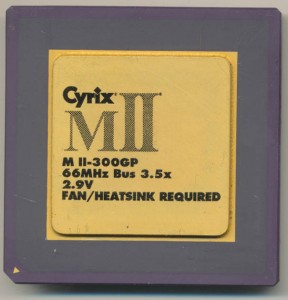 Cyrix
MII
M II-300GP
66MHz Bus 3.5x
2.9V
FAN/HEATSINK REQUIRED